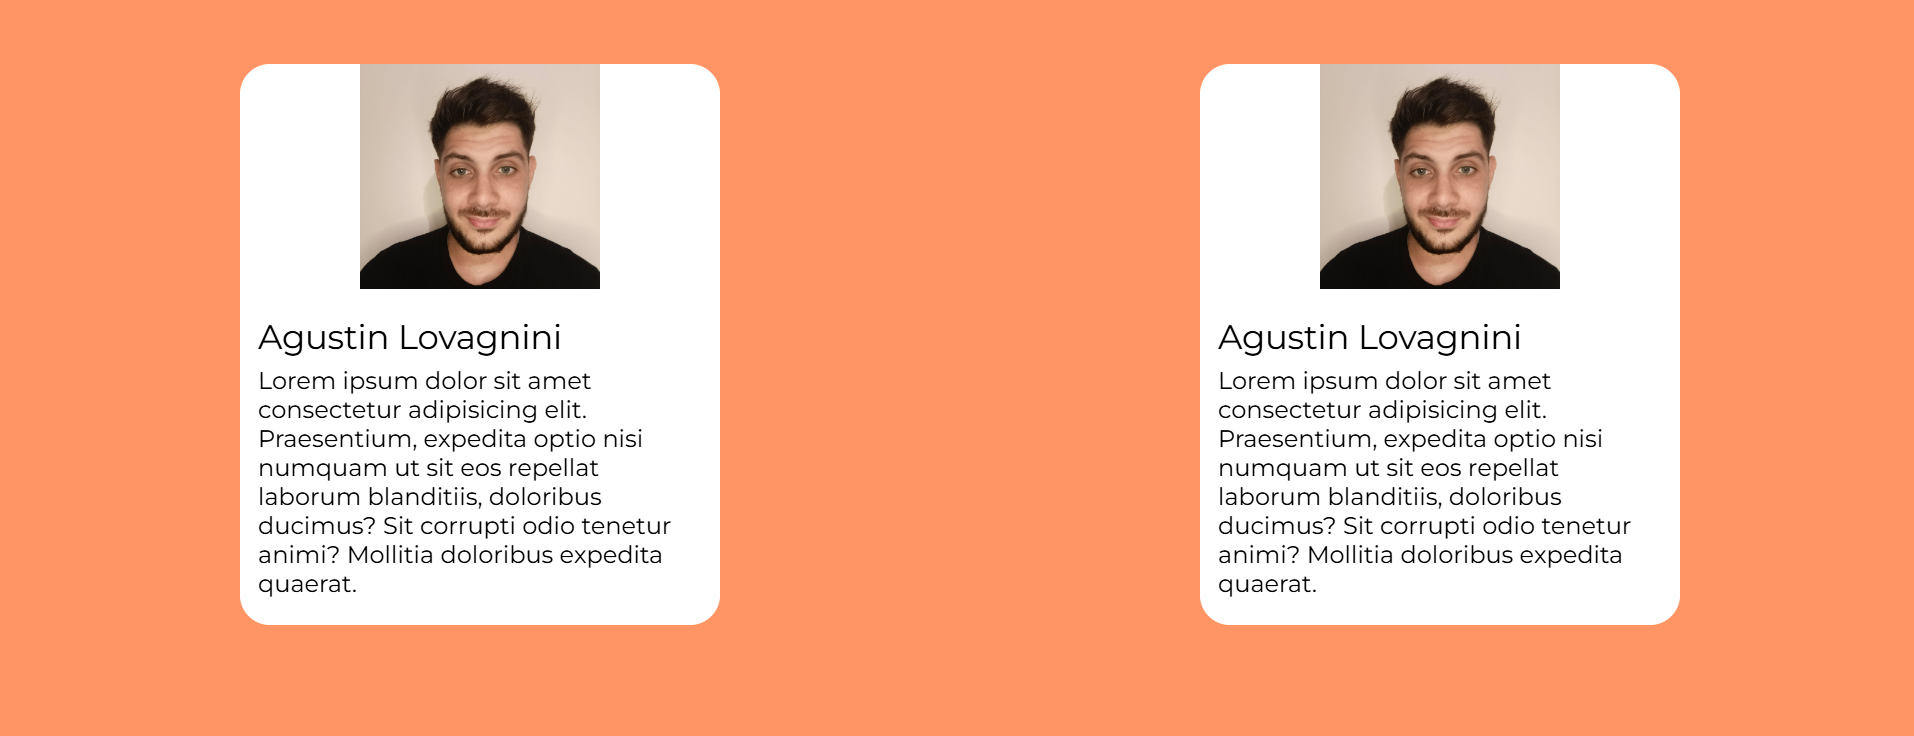 Agustin Lovagnini
Lorem ipsum dolor sit amet
consectetur adipisicing elit.
Praesentium, expedita optio nisi
numquam ut sit eos repellat
laborum blanditiis, doloribus
ducimus? Sit corrupti odio tenetur
animi? Mollitia doloribus expedita
quaerat.
Agustin Lovagnini
Lorem ipsum dolor sit amet
consectetur adipisicing elit.
Praesentium, expedita optio nisi
numquam ut sit eos repellat
laborum blanditiis, doloribus
ducimus? Sit corrupti odio tenetur
animi? Mollitia doloribus expedita
quaerat.